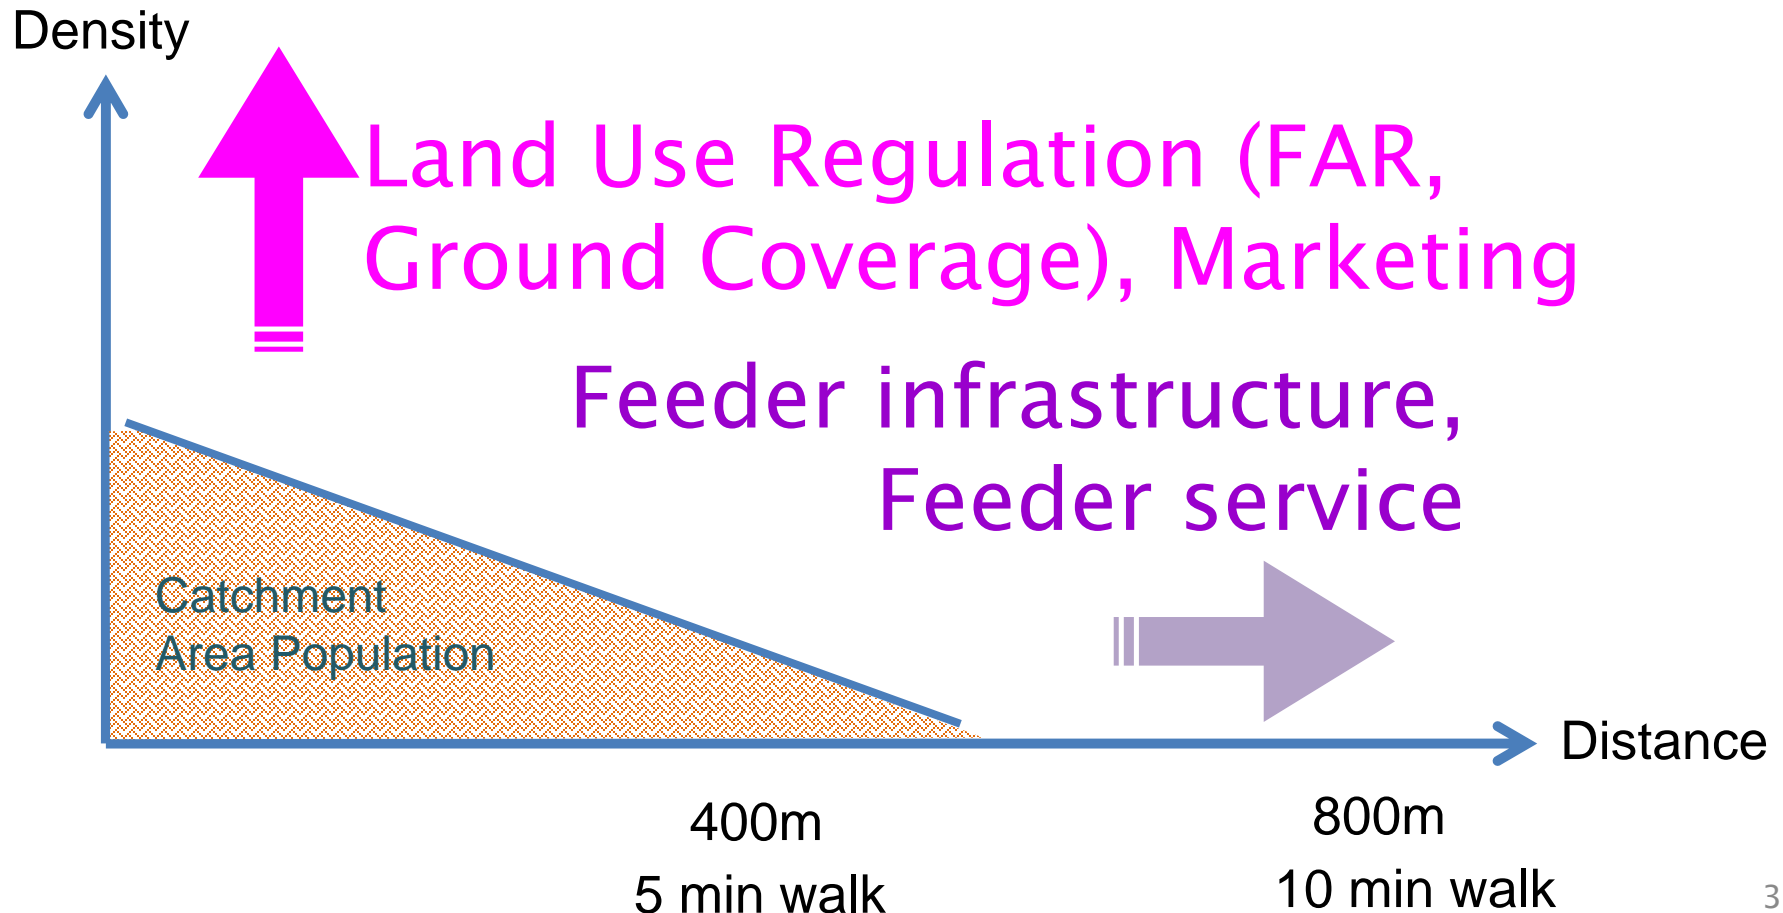 Density
Land Use Regulation (FAR,
Ground Coverage), Marketing
Feeder infrastructure,
Feeder service
Catchment
Area Population
Distance
400m
5 min walk
800m
10 min walk
3